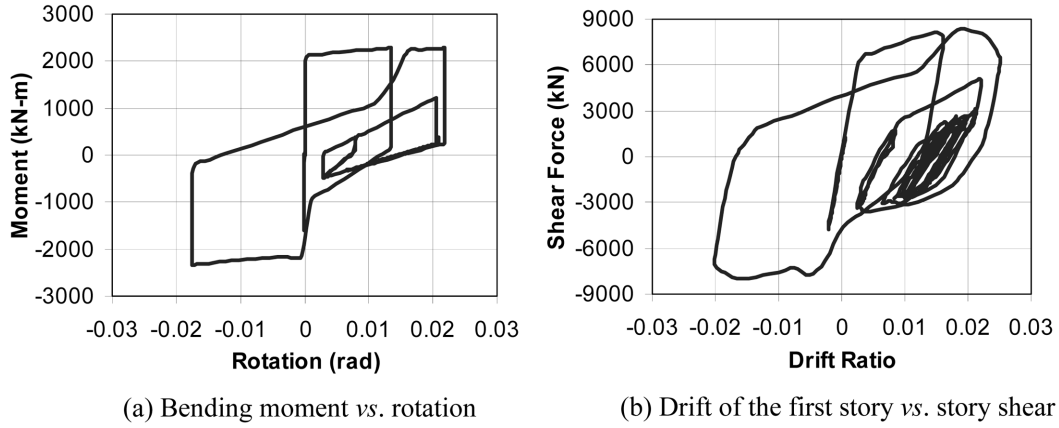 3000
2000
1000
0
-1000
-2000
-3000
Moment (kN-m)
-0.03 -0.02 -0.01 0 0.01 0.02 0.03
Rotation (rad)
(a) Bending moment vs. rotation
9000
6000
3000
0
-3000
-6000
-9000
Shear Force (kN)
-0.03 -0.02 -0.01 0 0.01 0.02 0.03
Drift Ratio
(b) Drift of the first story vs. story shear